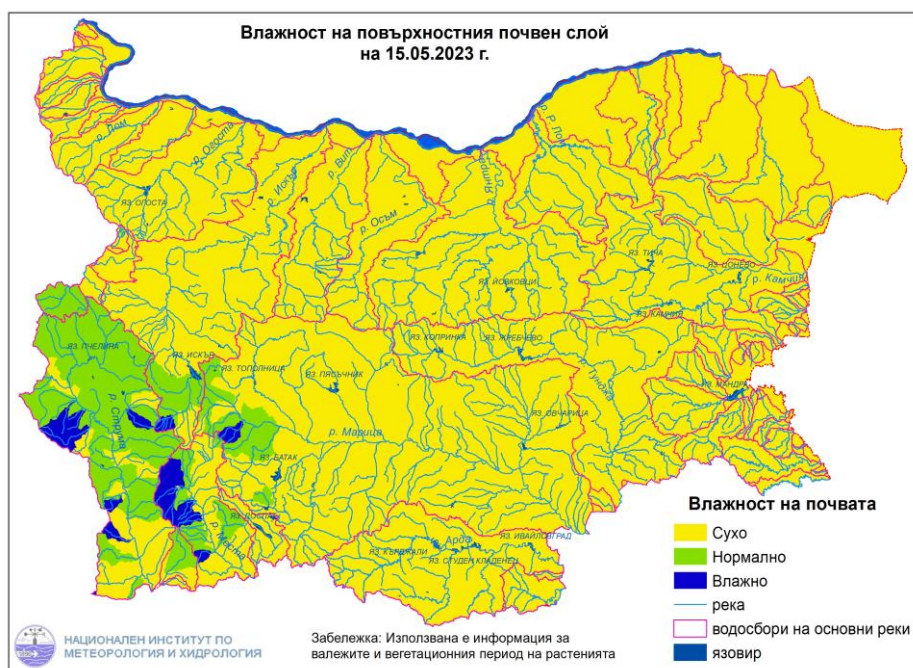 Влажност на повърхностния почвен слой
на 15.05.2023 г.
р. Лом
р. Огоста
р. Искър
р. Вит
р. Осъм
р. Р. Лом
ЯЗ. ОГОСТА
ЯЗ. ЙОВКОВЦИ
ЯЗ. ТИЧА
ЯЗ. ЦОНЕВО
р. Камчия
ЯЗ. КАМЧИЯ
ЯЗ. ПЧЕЛИНА
ЯЗ. ИСКЪР
ЯЗ. ТОПОЛНИЦА
ЯЗ. ПЯСЪЧНИК
ЯЗ. КОПРИНКА
ЯЗ. ЖРЕБЧЕВО
р. Тунджа
ЯЗ. МАНДРА
р. Струма
р. Марица
ЯЗ. ОВЧАРИЦА
ЯЗ. БАТАК
ЯЗ. ДОСПАТ
р. Места
ЯЗ. КЪРДЖАЛИ
ЯЗ. ИВАЙЛОВГРАД
ЯЗ. СТУДЕН КЛАДЕНЕЦ
Влажност на почвата
Сухо
Нормално
Влажно
река
водосбори на основни реки
язовир
НАЦИОНАЛЕН ИНСТИТУТ ПО
МЕТЕОРОЛОГИЯ И ХИДРОЛОГИЯ
Забележка: Използвана е информация за
валежите и вегетационния период на растенията